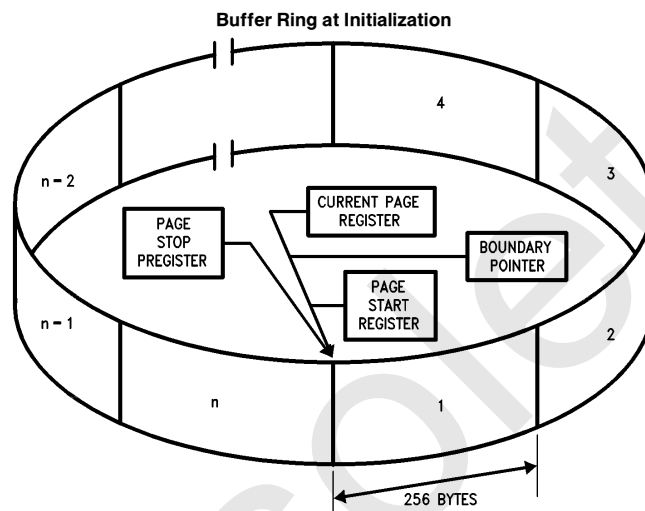 Buffer Ring at Initialization
4
n – 2
3
CURRENT PAGE
REGISTER
PAGE
STOP
PREGISTER
BOUNDARY
POINTER
PAGE
START
REGISTER
n – 1
2
n
1
256 BYTES